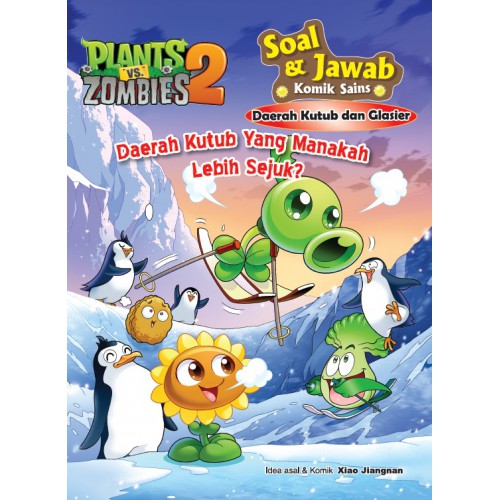 PLANTS
VS.
ZOMBIES 2
Soal
& Jawab
Komik Sains
Daerah Kutub dan Glasier
Daerah Kutub Yang Manakah
Lebih Sejuk?
Idea asal & Komik Xiao Jiangnan